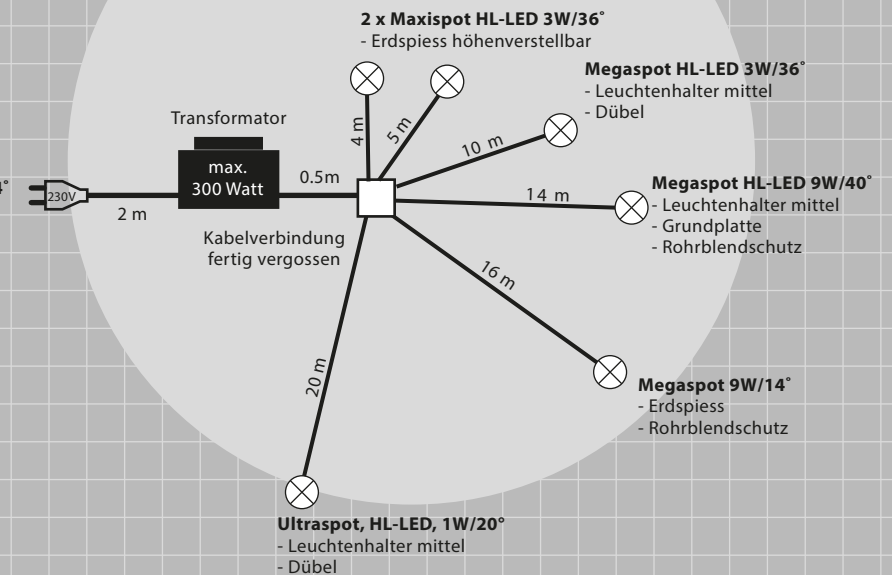 2 x Maxispot HL-LED 3W/36°
- Erdspiess höhenverstellbar
Megaspot HL-LED 3W/36°
- Leuchtenhalter mittel
- Dübel
Transformator
max.
300 Watt
4 m
5 m
10 m
0.5m
14 m
4°
230V
2 m
Megaspot HL-LED 9W/40°
- Leuchtenhalter mittel
- Grundplatte
- Rohrblendschutz
Kabelverbindung
fertig vergossen
16 m
20 m
Megaspot 9W/14°
- Erdspiess
- Rohrblendschutz
Ultraspot, HL-LED, 1W/20°
- Leuchtenhalter mittel
- Dübel